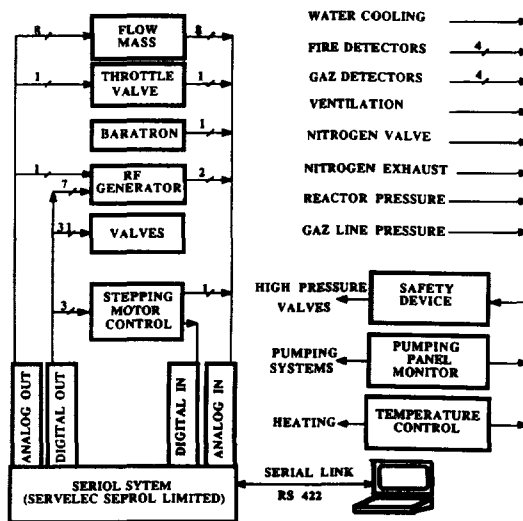 8
FLOW
MASS
8
1
THROTTLE
VALVE
1
BARATRON
1
1
RF
GENERATOR
2
7
31
VALVES
3
STEPPING
MOTOR
CONTROL
1
ANALOG OUT
DIGITAL OUT
DIGITAL IN
ANALOG IN
SERIOL SYTEM
(SERVELEC SEPROL LIMITED)
WATER COOLING
FIRE DETECTORS 4
GAZ DETECTORS 4
VENTILATION
NITROGEN VALVE
NITROGEN EXHAUST
REACTOR PRESSURE
GAZ LINE PRESSURE
HIGH PRESSURE
VALVES
SAFETY
DEVICE
PUMPING
SYSTEMS
PUMPING
PANEL
MONITOR
HEATING
TEMPERATURE
CONTROL
SERIAL LINK
RS 422